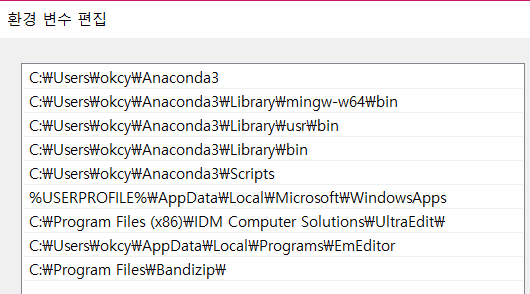 환경 변수 편집
C:₩Users₩okcy₩Anaconda3
C:₩Users₩okcy₩Anaconda3₩Library₩mingw-w64₩bin
C:₩Users₩okcy₩Anaconda3₩Library₩usr₩bin
C:₩Users₩okcy₩Anaconda3₩Library₩bin
C:₩Users₩okcy₩Anaconda3₩Scripts
%USERPROFILE%₩AppData₩Local₩Microsoft₩WindowsApps
C:₩Program Files (x86)₩IDM Computer Solutions₩UltraEdit₩
C:₩Users₩okcy₩AppData₩Local₩Programs₩EmEditor
C:₩Program Files₩Bandizip₩